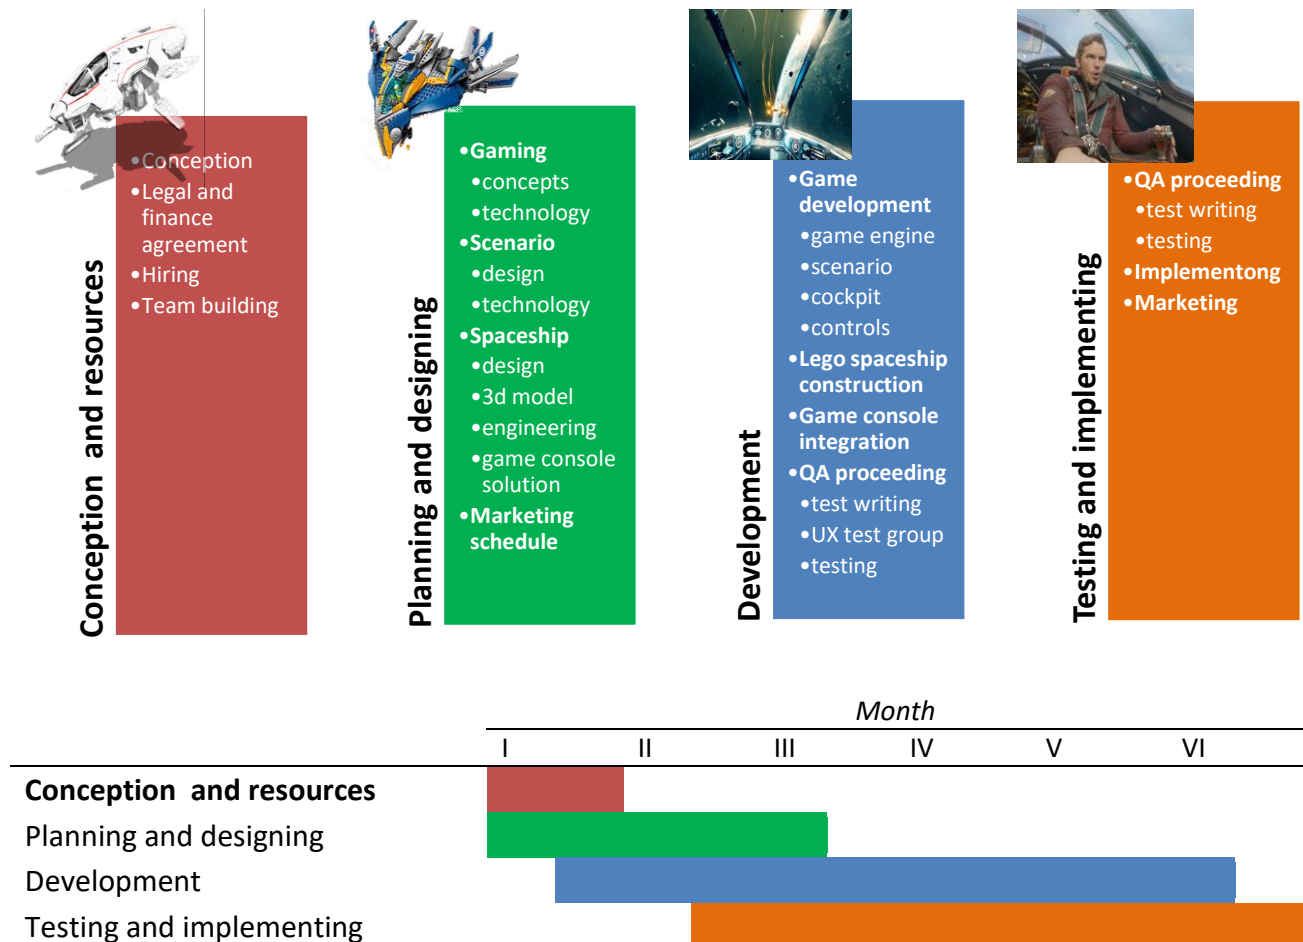 Conception and resources
•Conception
•Legal and
finance
agreement
•Hiring
•Team building
Planning and designing
•Gaming
•concepts
•technology
•Scenario
•design
•technology
•Spaceship
•design
•3d model
•engineering
•game console
solution
•Marketing
schedule
Development
•Game
development
•game engine
•scenario
•cockpit
•controls
•Lego spaceship
construction
•Game console
integration
•QA proceeding
•test writing
•UX test group
•testing
Testing and implementing
•QA proceeding
•test writing
•testing
•Implementong
•Marketing
Month
I II III IV V VI
Conception and resources
Planning and designing
Development
Testing and implementing